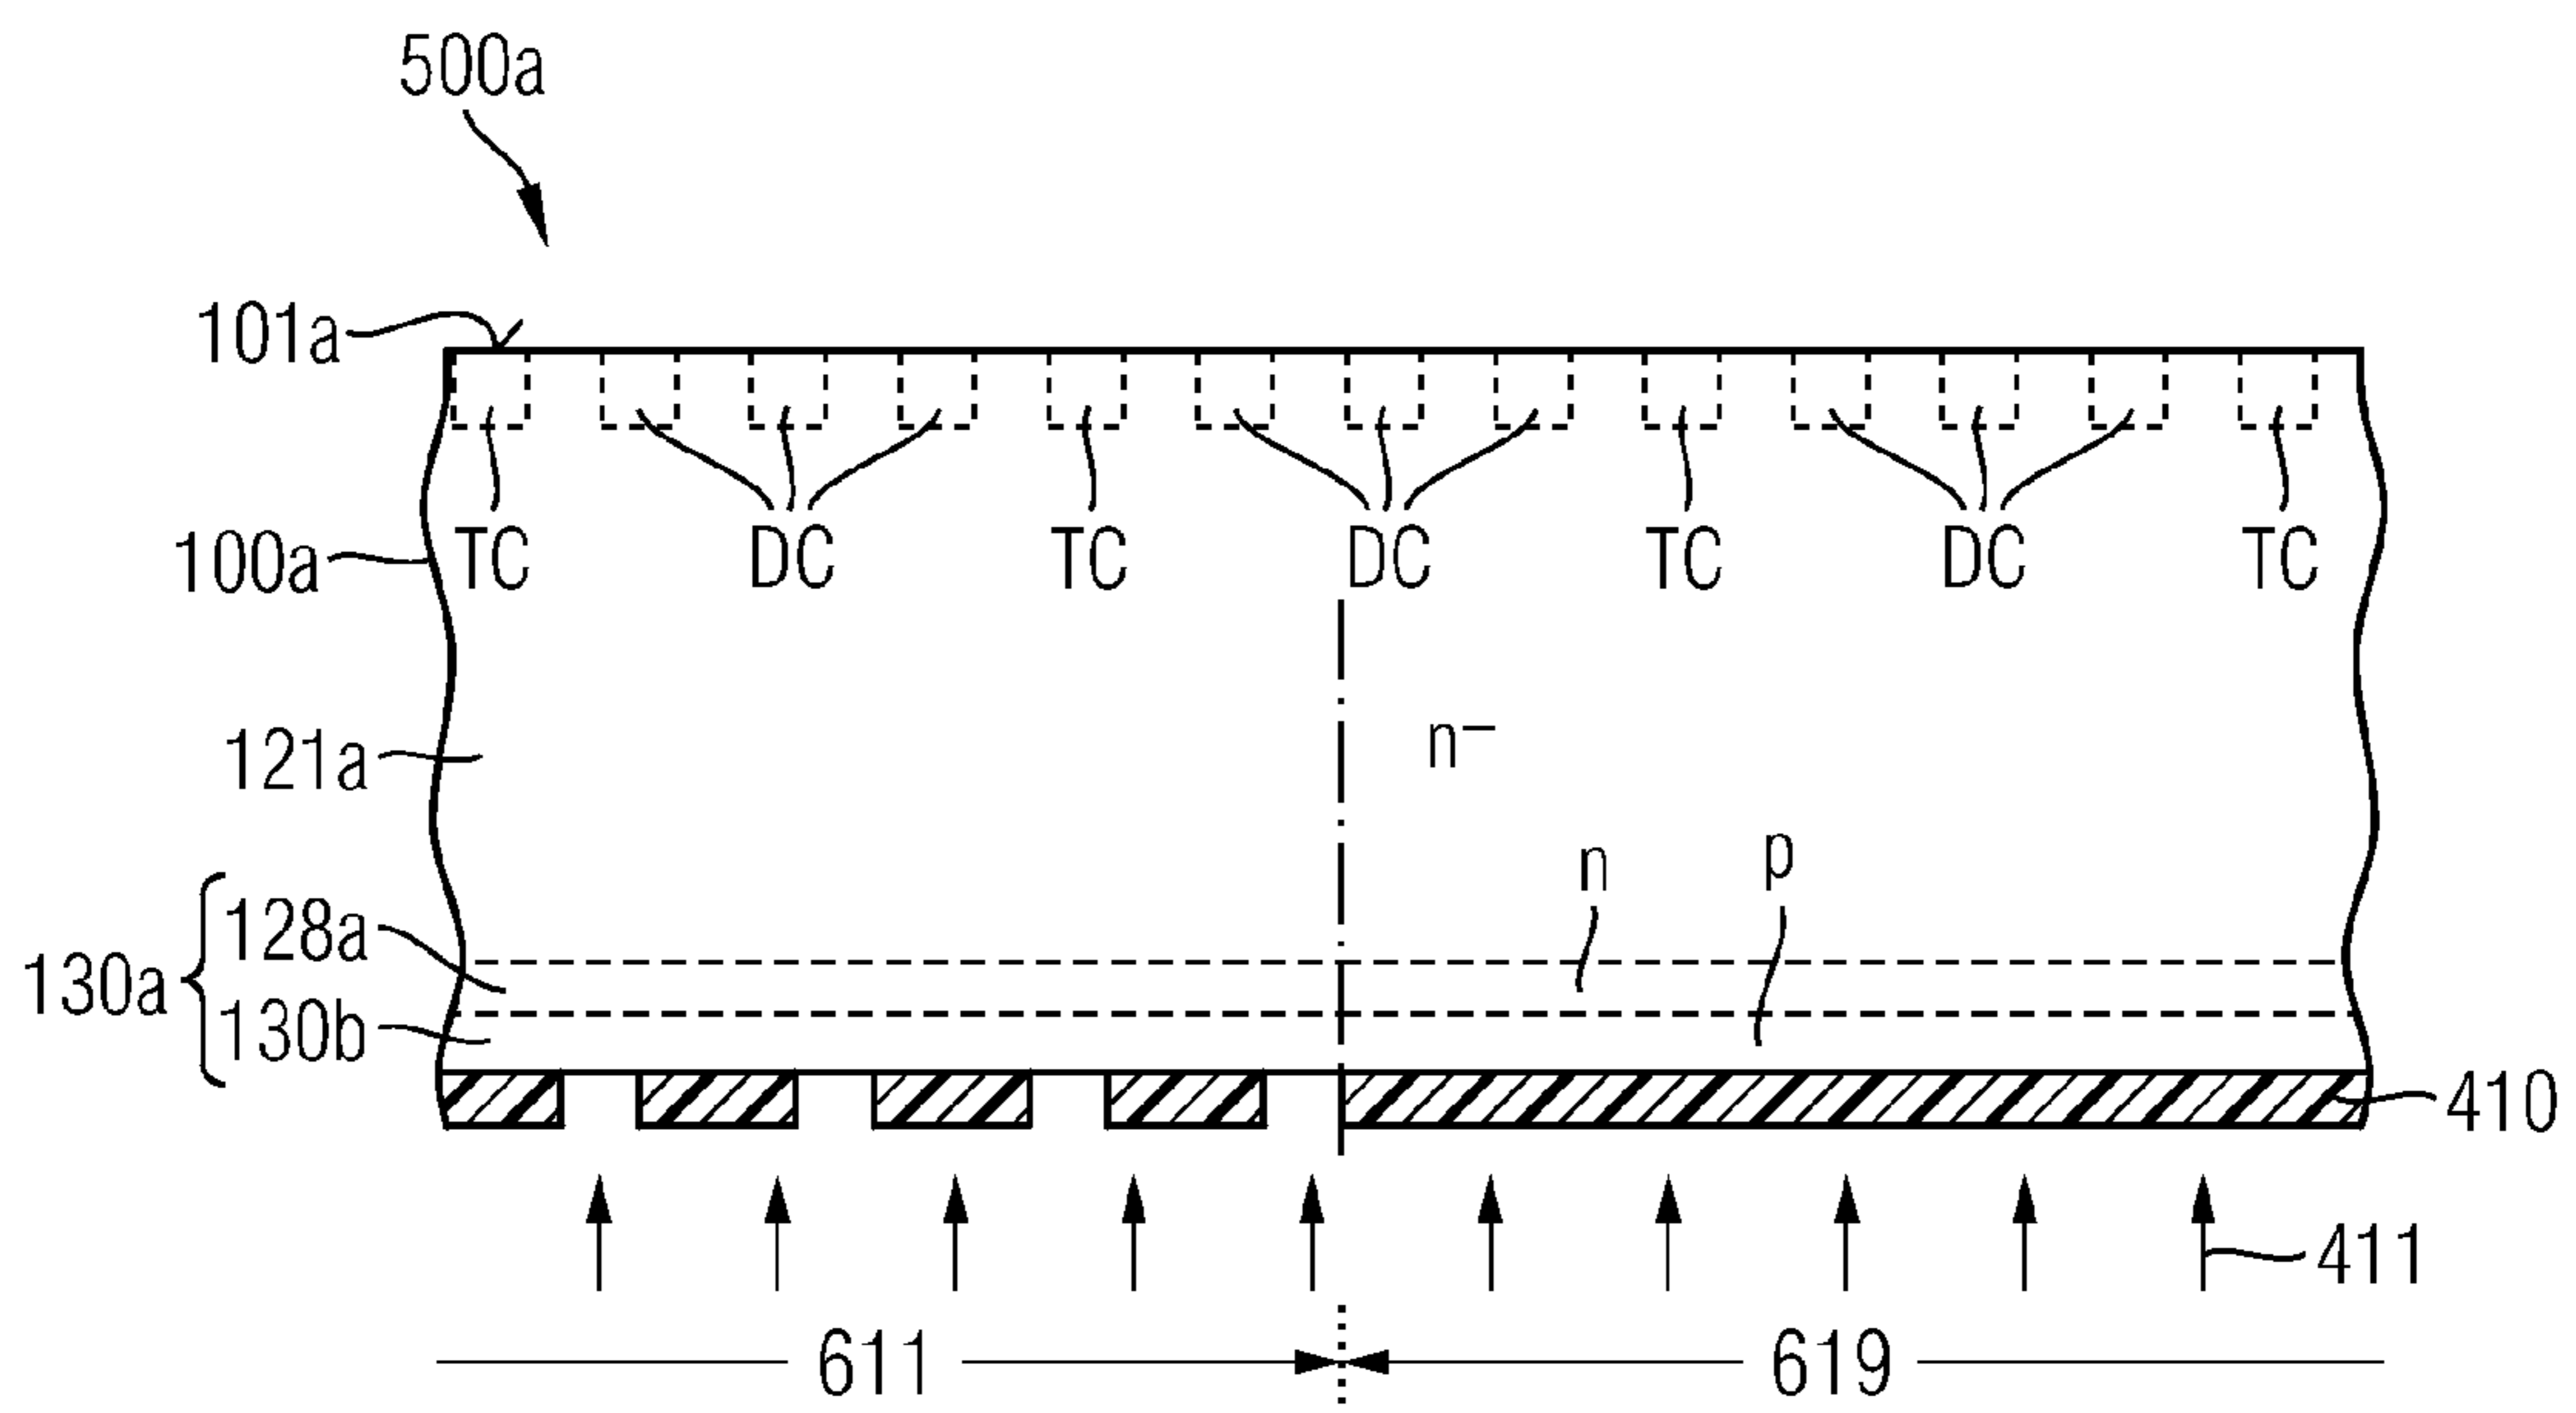 500a
101a
100a TC DC TC DC TC DC TC
121a n–
n p
128a
130a
130b
410
411
611 619